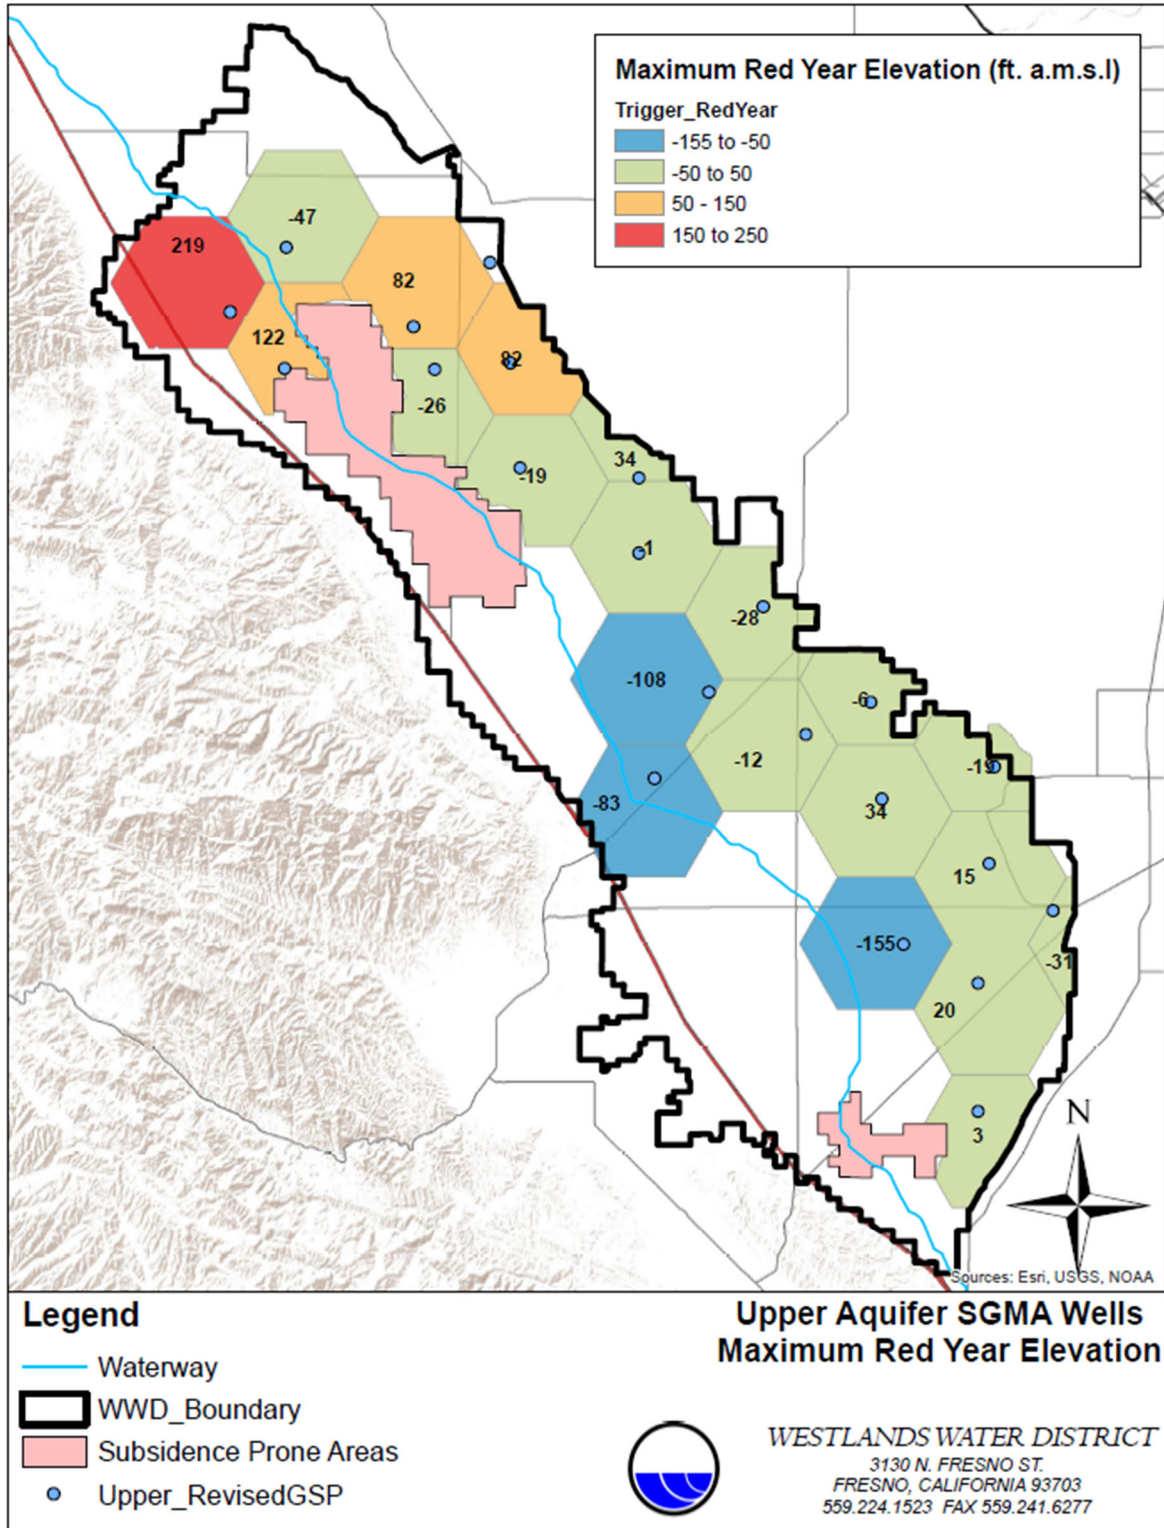 Maximum Red Year Elevation (ft. a.m.s.l)
Trigger_RedYear
-155 to -50
-50 to 50
50 - 150
150 to 250
-47
219
82
122
82
-26
34
-19
-1
-28
-108
-6
-12
-19
-83
34
15
-155
-31
20
N
3
Sources: Esri, USGS, NOAA
Legend
Waterway
WWD_Boundary
Subsidence Prone Areas
Upper_RevisedGSP
Upper Aquifer SGMA Wells
Maximum Red Year Elevation
WESTLANDS WATER DISTRICT
3130 N. FRESNO ST.
FRESNO, CALIFORNIA 93703
559.224.1523 FAX 559.241.6277